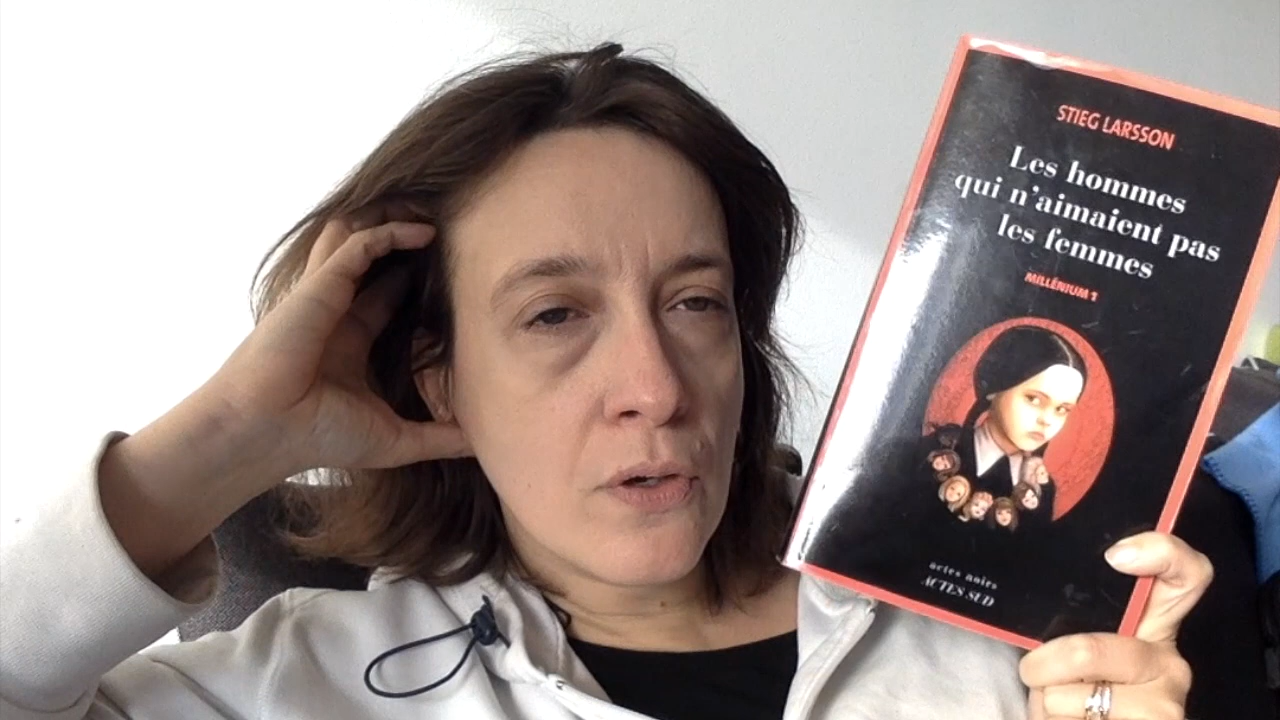 STIEG LARSSON
Les hommes
qui n'aimaient pas
les femmes
MILLÉNIUM 1
actes noirs
ACTES SUD